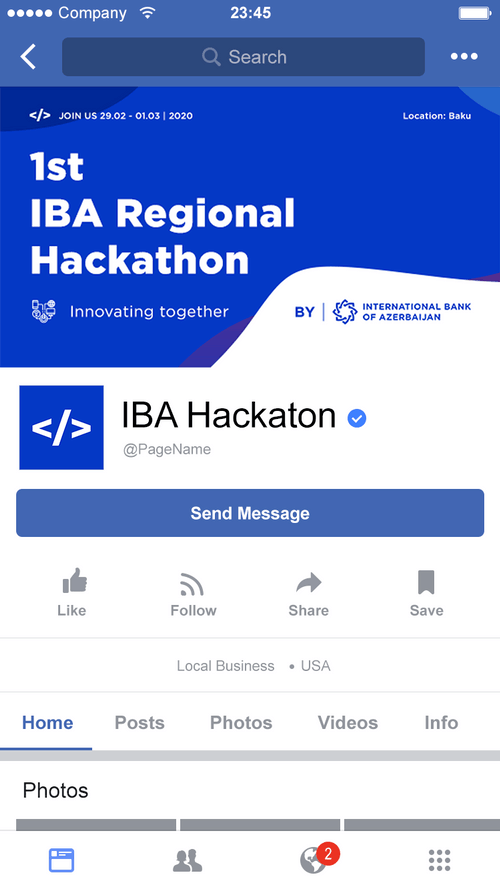 Company
23:45
Search
</> JOIN US 29.02 - 01.03 | 2020
Location: Baku
1st
IBA Regional
Hackathon
Innovating together
BY | INTERNATIONAL BANK
OF AZERBAIJAN
</>
IBA Hackaton
@PageName
Send Message
Like Follow Share Save
Local Business • USA
Home Posts Photos Videos Info
Photos
2